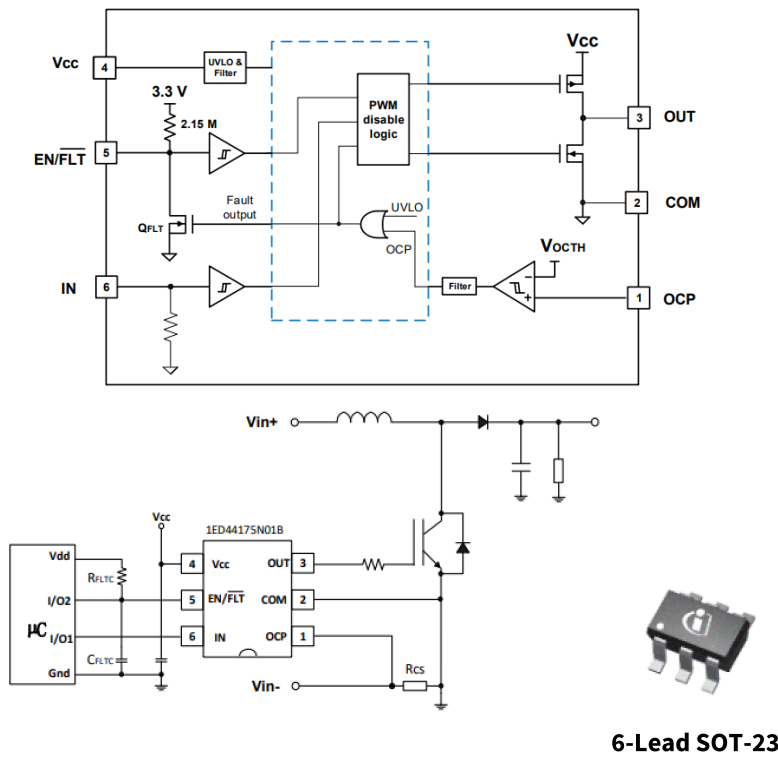 Vcc
4
UVLO &
Filter
3.3 V
2.15 M
EN/FLT
5
Fault
output
QFLT
IN
6
PWM
disable
logic
UVLO
OCP
Filter
VOCTH
Vcc
3
OUT
2
COM
1
OCP
Vin+
Vcc
1ED44175N01B
Vdd
RFLTC
I/O2
µC
I/O1
CFLTC
Gnd
4
Vcc
OUT
3
5
EN/FLT
COM
2
6
IN
OCP
1
Vin-
Rcs
i
6-Lead SOT-23